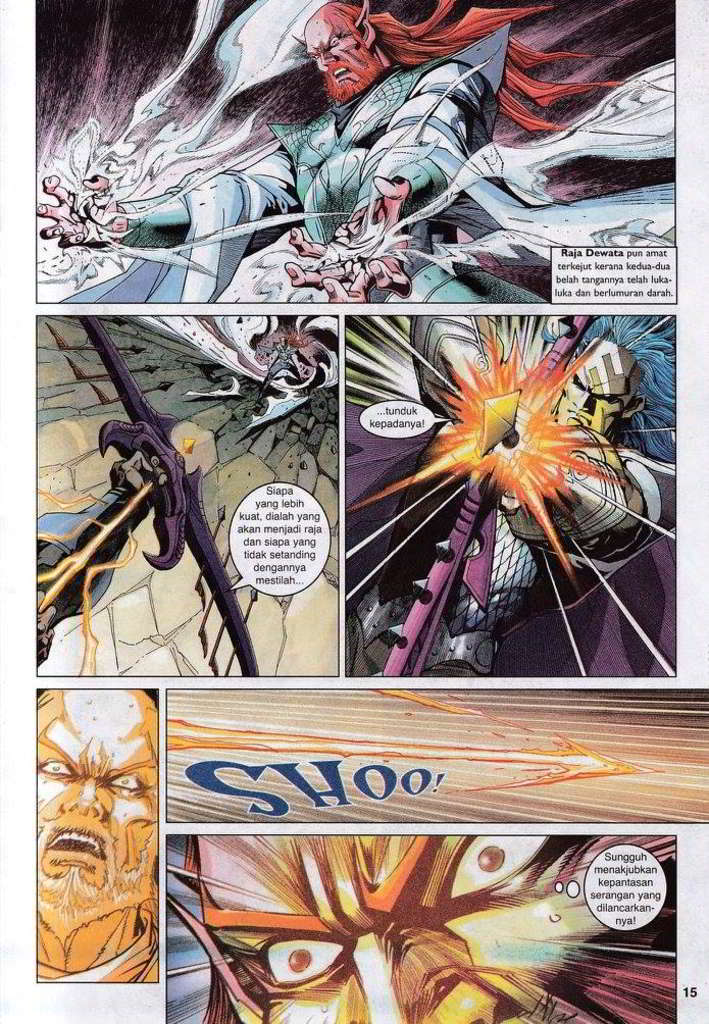 Raja Dewata pun amat
terkejut kerana kedua-dua
belah tangannya telah luka-
luka dan berlumuran darah.
Siapa
yang lebih
kuat, dialah yang
akan menjadi raja
dan siapa yang
tidak setanding
dengannya
mestilah...
...tunduk
kepadanya!
SHOO!
Sungguh
menakjubkan
kepantasan
serangan yang
dilancarkan-
nya!
15